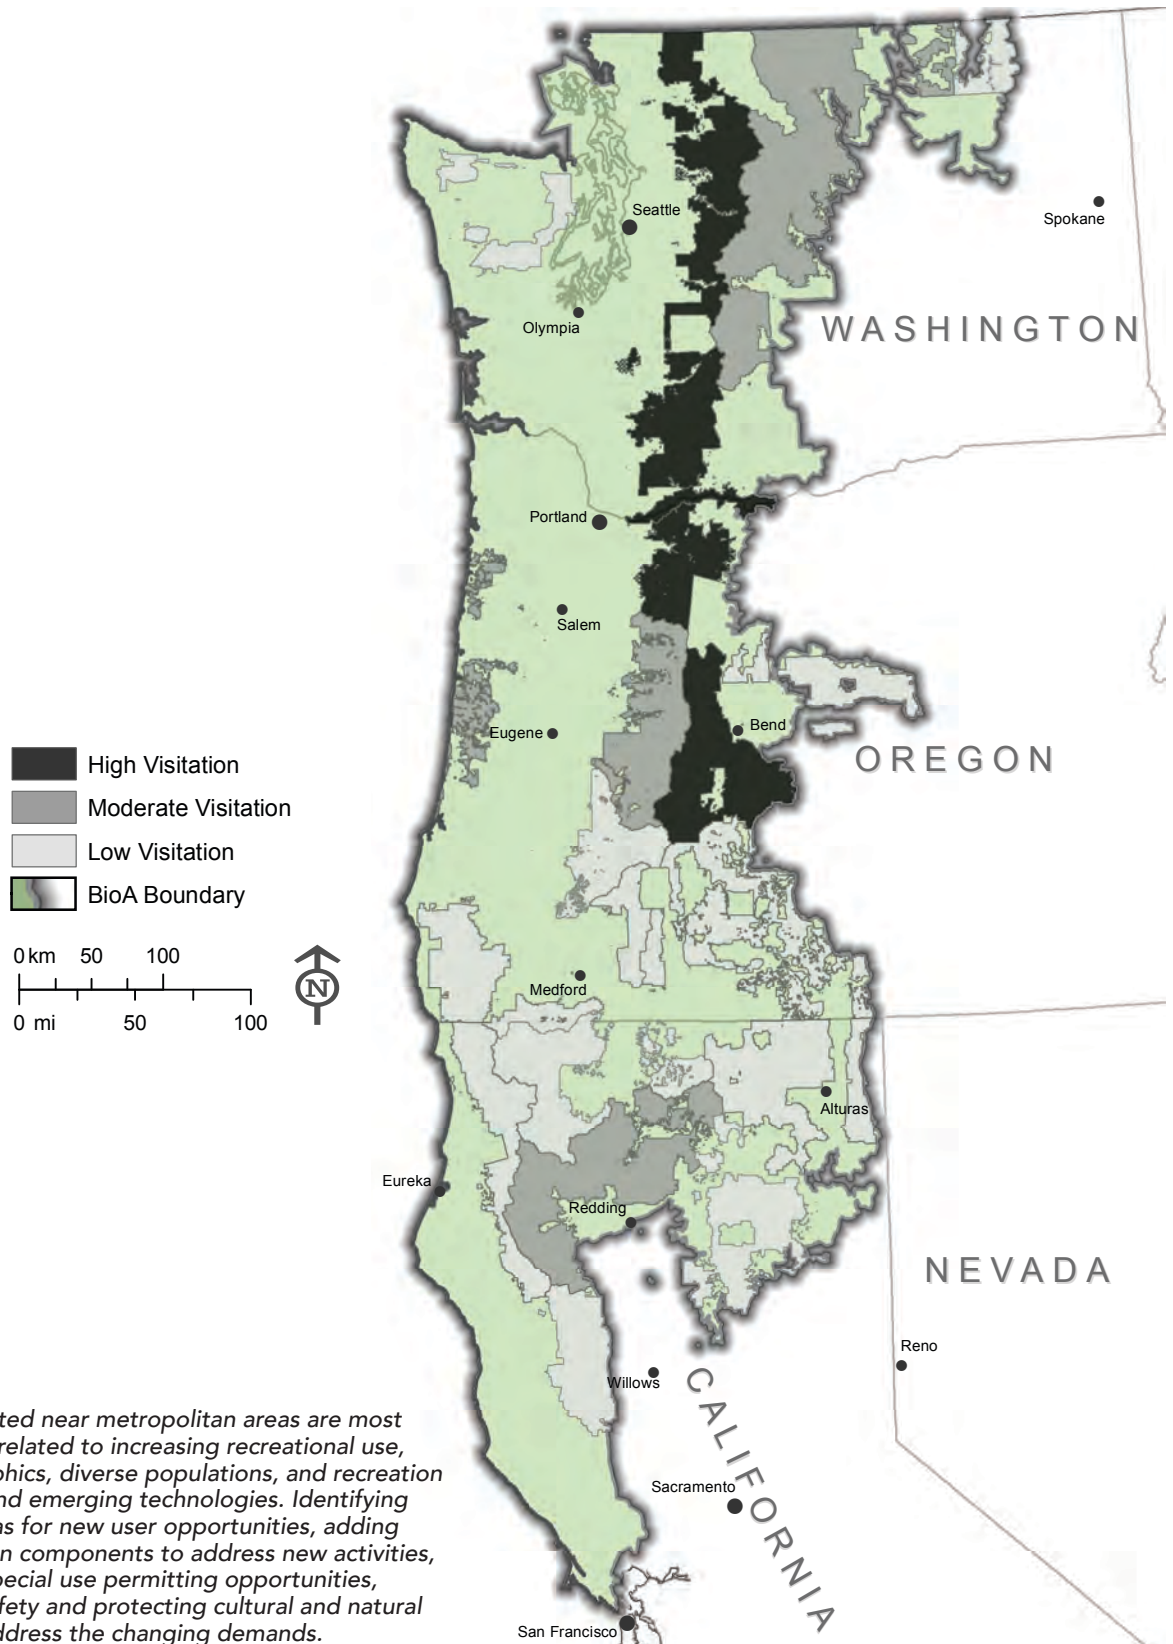 Seattle
Spokane
Olympia
WASHINGTON
Portland
Salem
Bend
Eugene
OREGON
High Visitation
Moderate Visitation
Low Visitation
BioA Boundary
0 km 50 100
N
0 mi 50 100
Medford
Alturas
Eureka
Redding
NEVADA
Reno
Willows
CALIFORNIA
Sacramento
San Francisco
ted near metropolitan areas are most
related to increasing recreational use,
phics, diverse populations, and recreation
nd emerging technologies. Identifying
as for new user opportunities, adding
n components to address new activities,
pecial use permitting opportunities,
fety and protecting cultural and natural
ddress the changing demands.